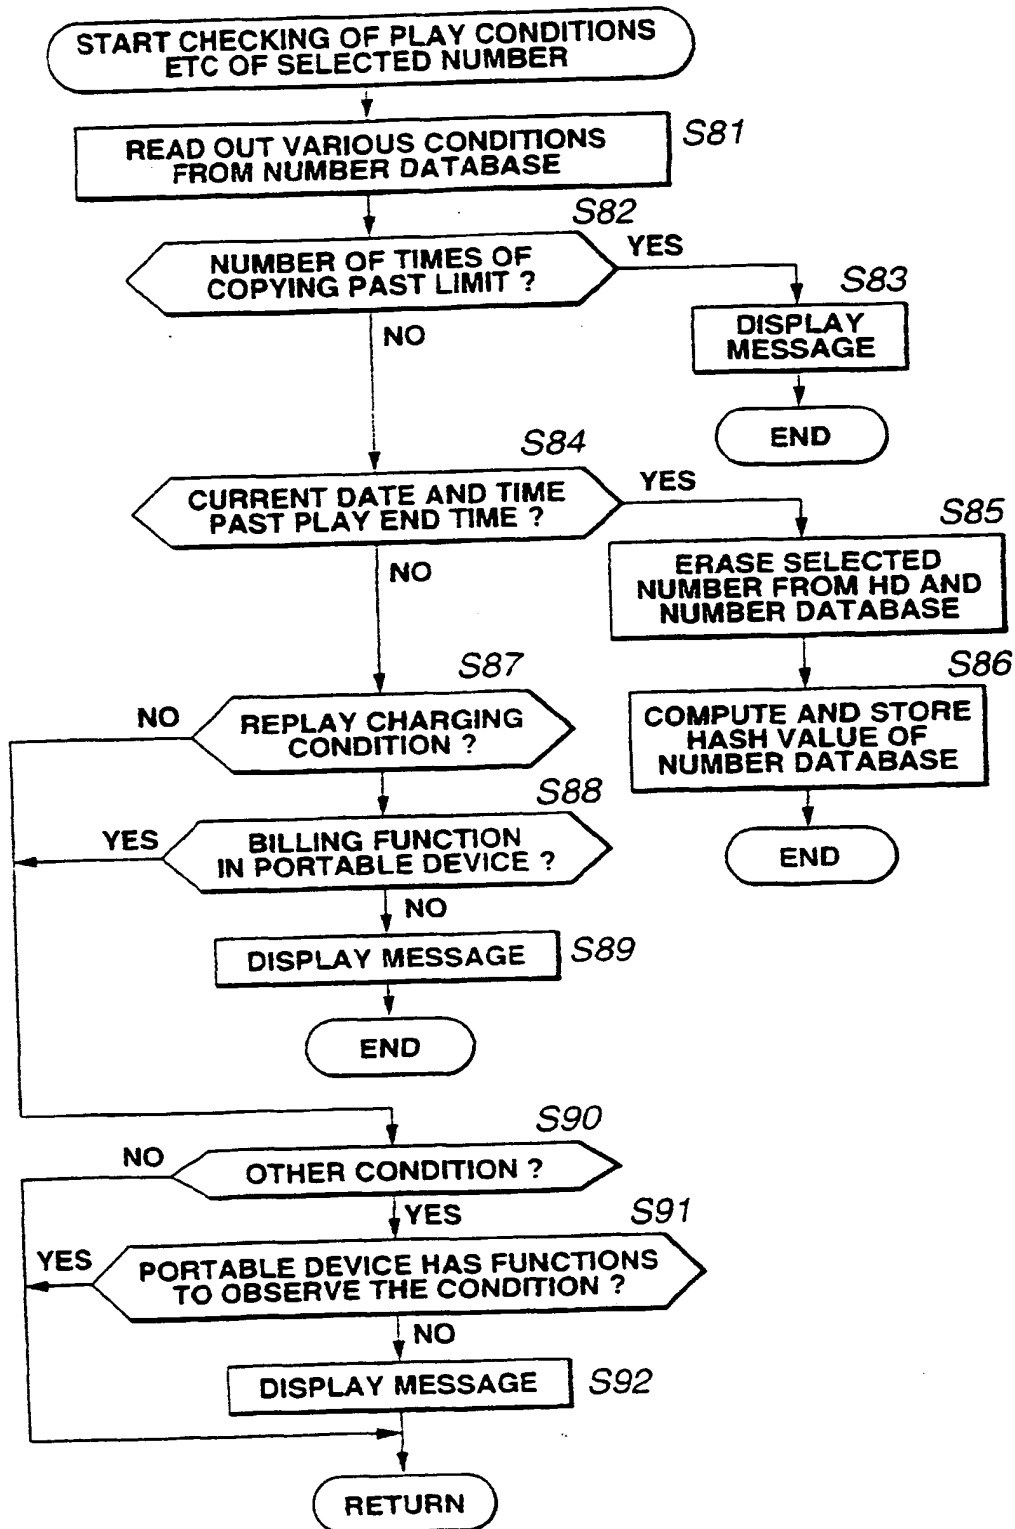 START CHECKING OF PLAY CONDITIONS
ETC OF SELECTED NUMBER
READ OUT VARIOUS CONDITIONS
FROM NUMBER DATABASE
S81
S82
NUMBER OF TIMES OF
COPYING PAST LIMIT ?
YES
NO
S83
DISPLAY
MESSAGE
END
S84
CURRENT DATE AND TIME
PAST PLAY END TIME ?
YES
NO
S85
ERASE SELECTED
NUMBER FROM HD AND
NUMBER DATABASE
S86
COMPUTE AND STORE
HASH VALUE OF
NUMBER DATABASE
END
S87
NO
REPLAY CHARGING
CONDITION ?
S88
YES
BILLING FUNCTION
IN PORTABLE DEVICE ?
NO
DISPLAY MESSAGE
S89
END
S90
NO
OTHER CONDITION ?
YES
S91
YES
PORTABLE DEVICE HAS FUNCTIONS
TO OBSERVE THE CONDITION ?
NO
DISPLAY MESSAGE
S92
RETURN